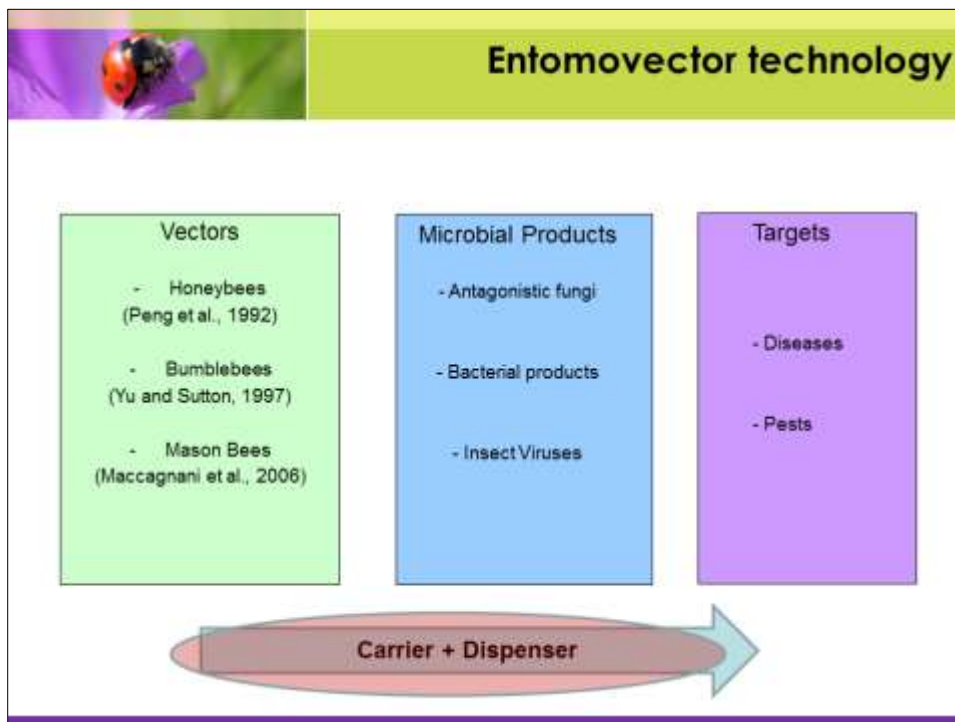 Entomovector technology
Vectors
- Honeybees
(Peng et al., 1992)
- Bumblebees
(Yu and Sutton, 1997)
- Mason Bees
(Maccagnani et al., 2006)
Microbial Products
- Antagonistic fungi
- Bacterial products
- Insect Viruses
Targets
- Diseases
- Pests
Carrier + Dispenser